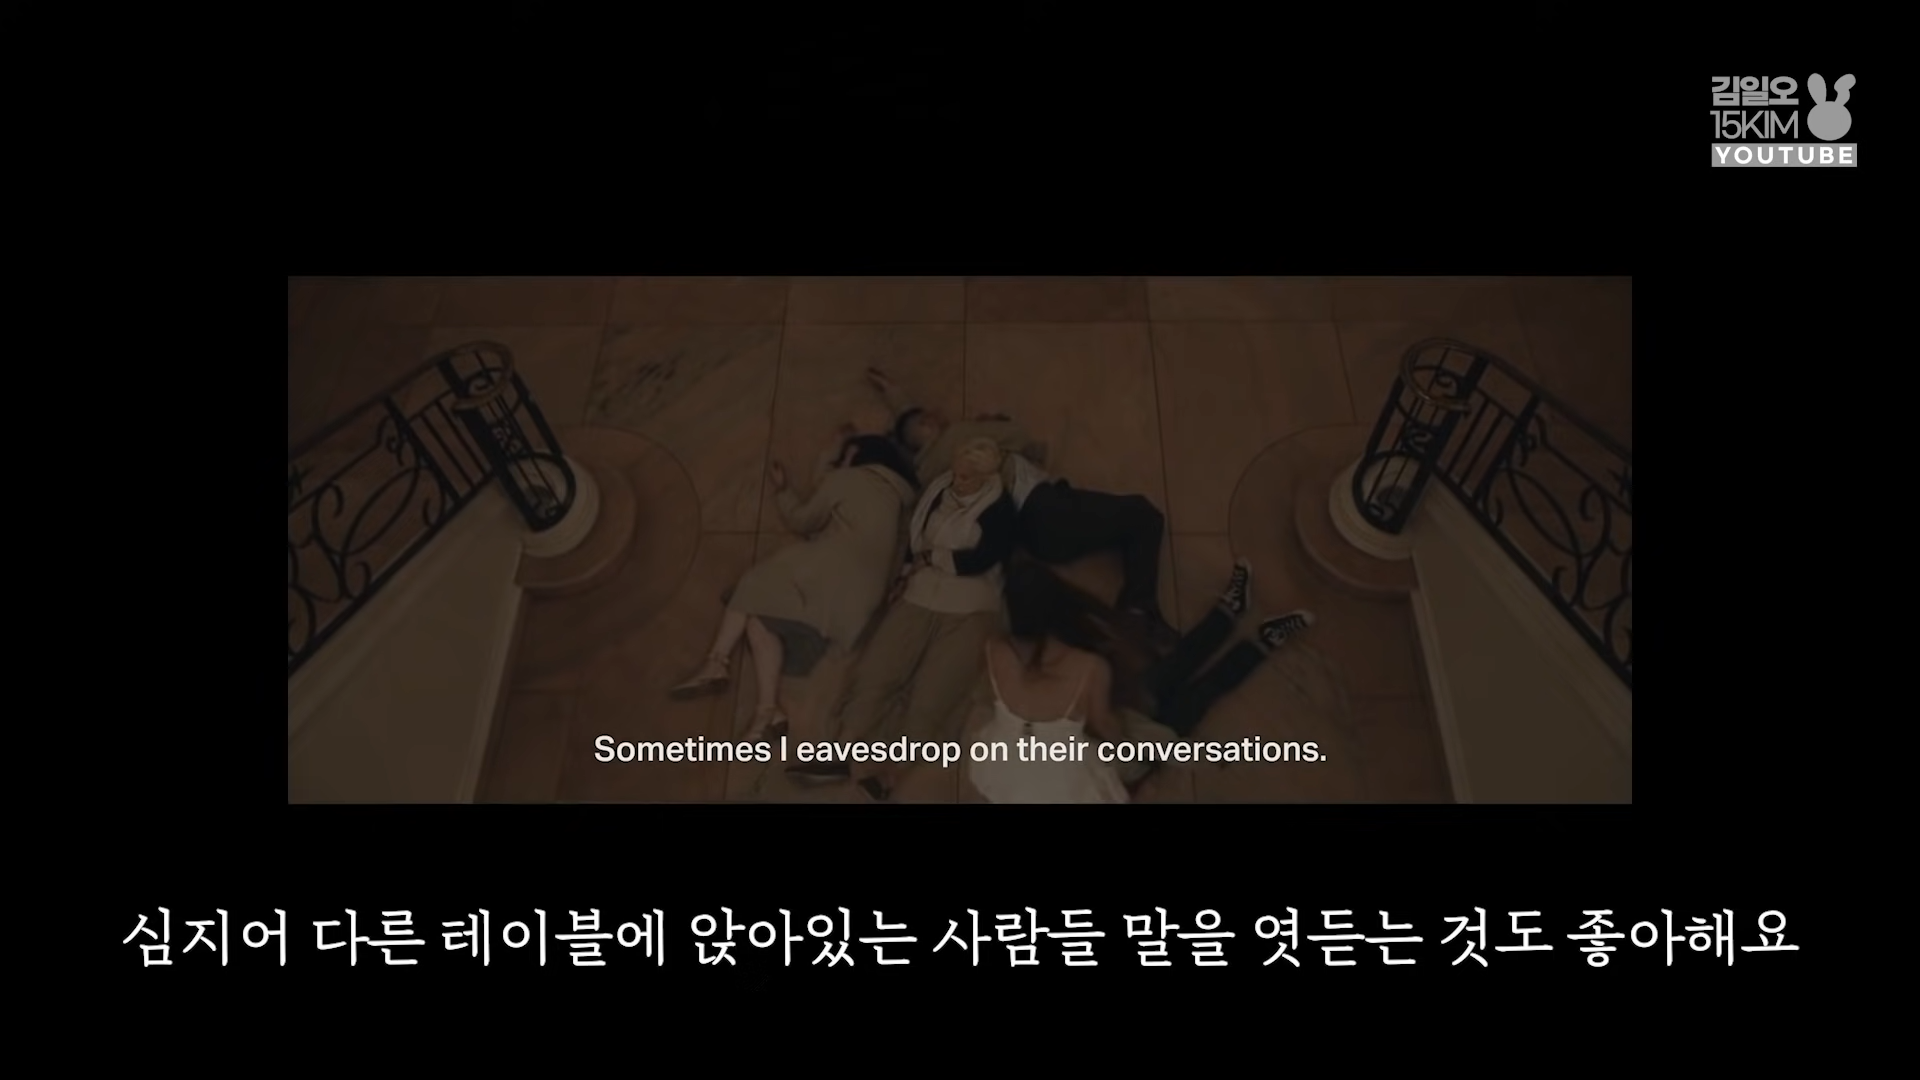 김일오
15KIM
YOUTUBE
Sometimes I eavesdrop on their conversations.
심지어 다른 테이블에 앉아있는 사람들 말을 엿듣는 것도 좋아해요